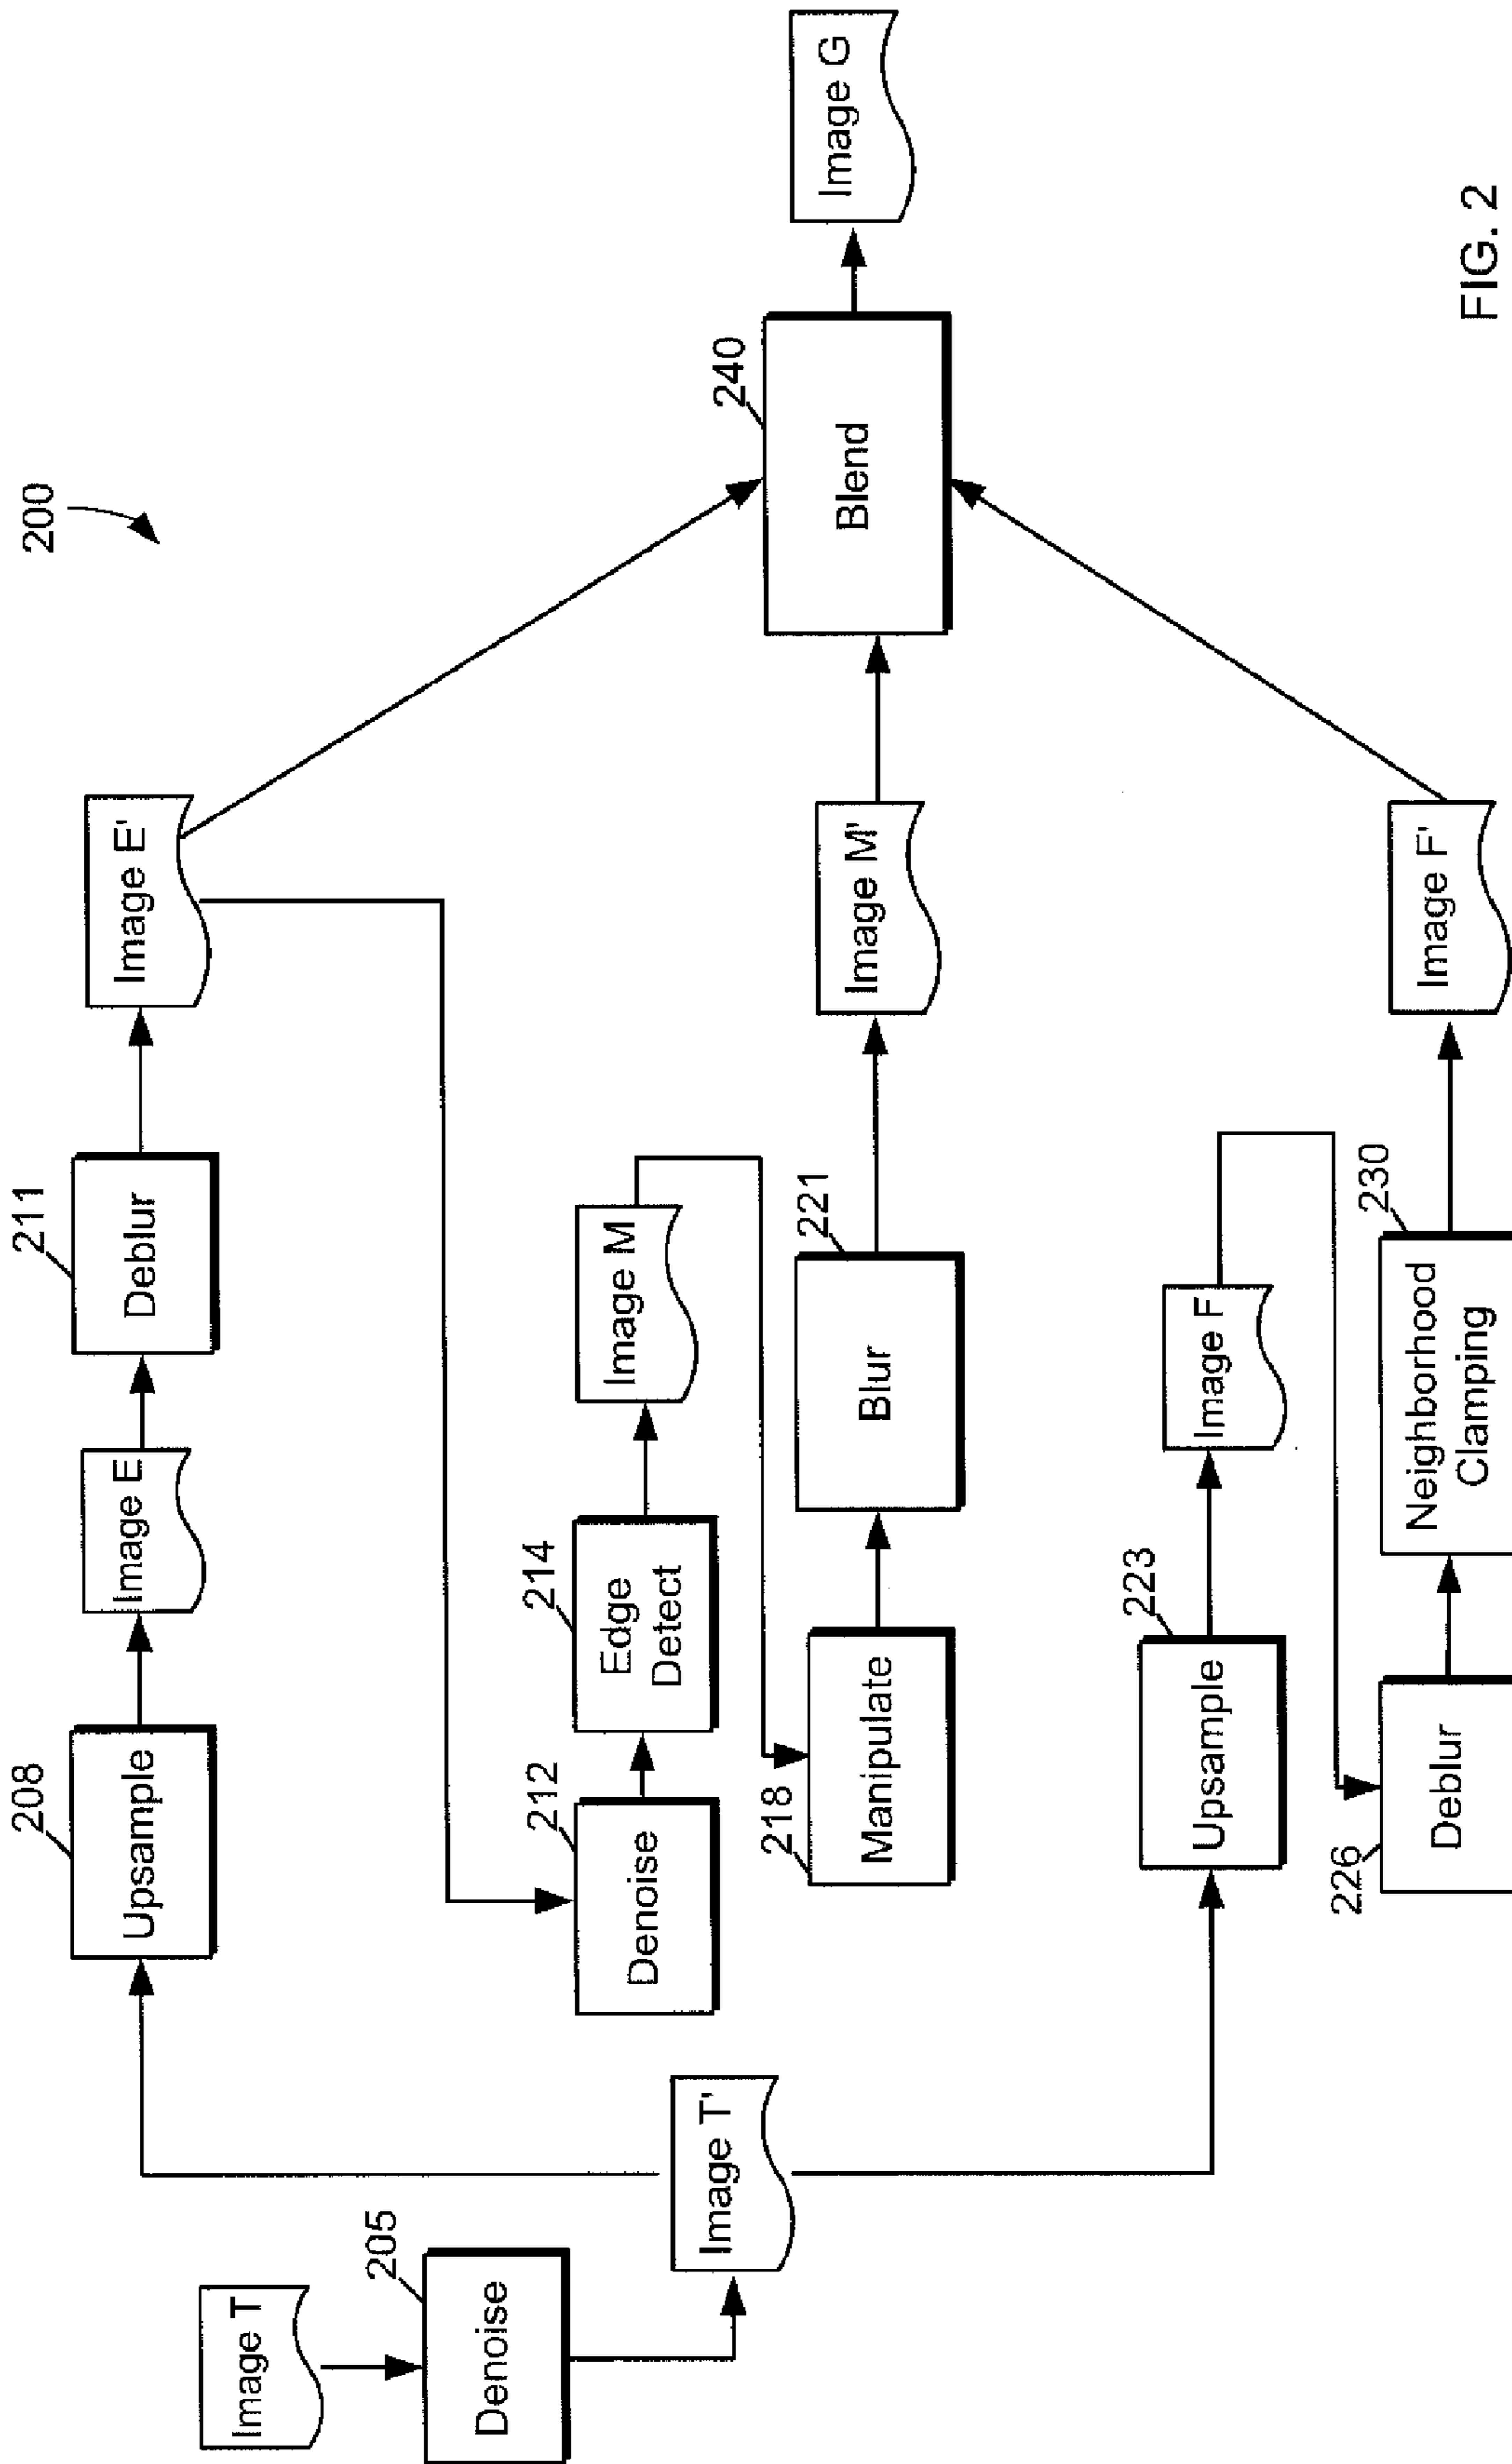 200
Image T
205
Denoise
Image T'
208
Upsample
Image E
211
Deblur
Image E'
212
Denoise
214
Edge
Detect
Image M
218
Manipulate
221
Blur
Image M'
223
Upsample
Image F
226
Deblur
230
Neighborhood
Clamping
Image F'
240
Blend
Image G
FIG. 2